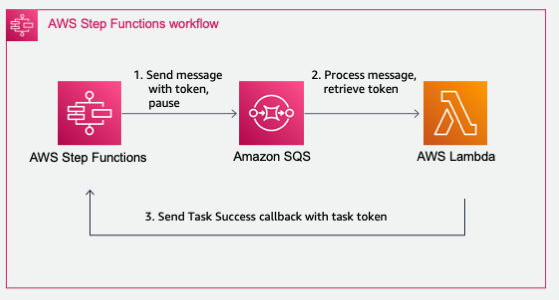 AWS Step Functions workflow
1. Send message
with token,
pause
2. Process message,
retrieve token
AWS Step Functions
Amazon SQS
AWS Lambda
3. Send Task Success callback with task token